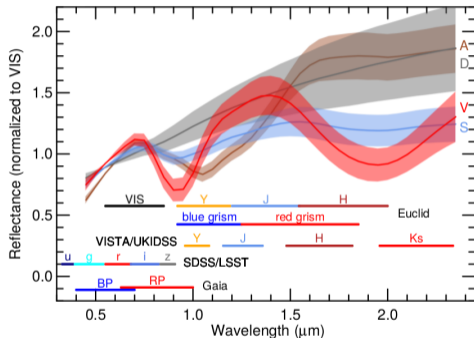 2.0
1.5
1.0
0.5
0.0
Reflectance (normalized to VIS)
A
D
V
S
VIS
Y
J
H
Euclid
blue grism
red grism
VISTA/UKIDSS
Y
J
H
Ks
u
g
r
i
z
SDSS/LSST
BP
RP
Gaia
0.5
1.0
1.5
2.0
Wavelength (μm)